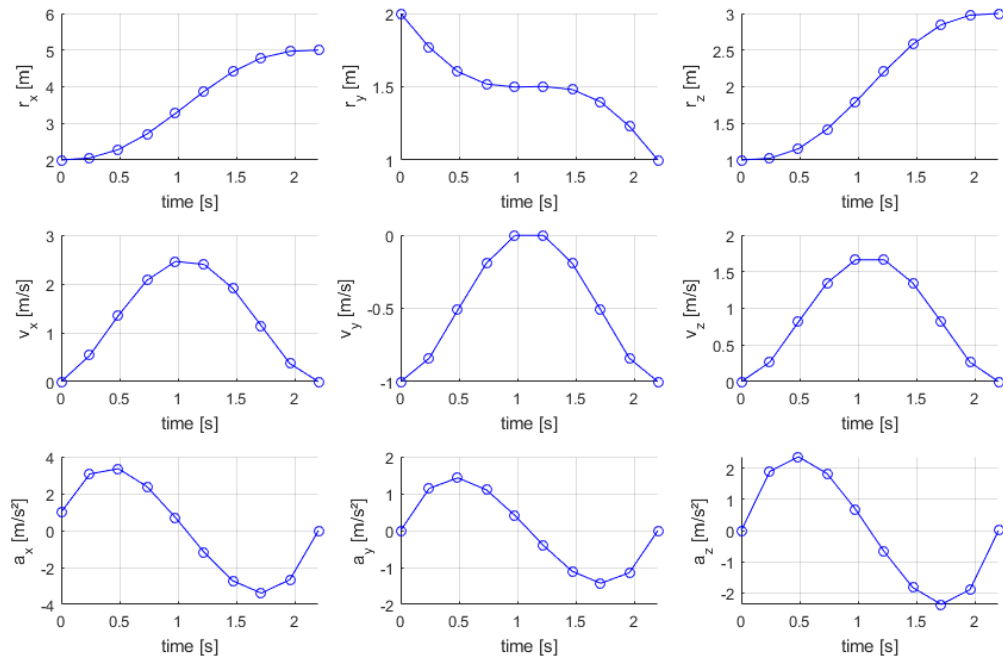 6
5
4
3
2
r_x [m]
0 0.5 1 1.5 2
time [s]
2
1.5
1
r_y [m]
0 0.5 1 1.5 2
time [s]
3
2.5
2
1.5
1
r_z [m]
0 0.5 1 1.5 2
time [s]
3
2
1
0
v_x [m/s]
0 0.5 1 1.5 2
time [s]
0
-0.5
-1
v_y [m/s]
0 0.5 1 1.5 2
time [s]
2
1.5
1
0.5
0
v_z [m/s]
0 0.5 1 1.5 2
time [s]
4
2
0
-2
-4
a_x [m/s²]
0 0.5 1 1.5 2
time [s]
2
1
0
-1
-2
a_y [m/s²]
0 0.5 1 1.5 2
time [s]
2
1
0
-1
-2
a_z [m/s²]
0 0.5 1 1.5 2
time [s]